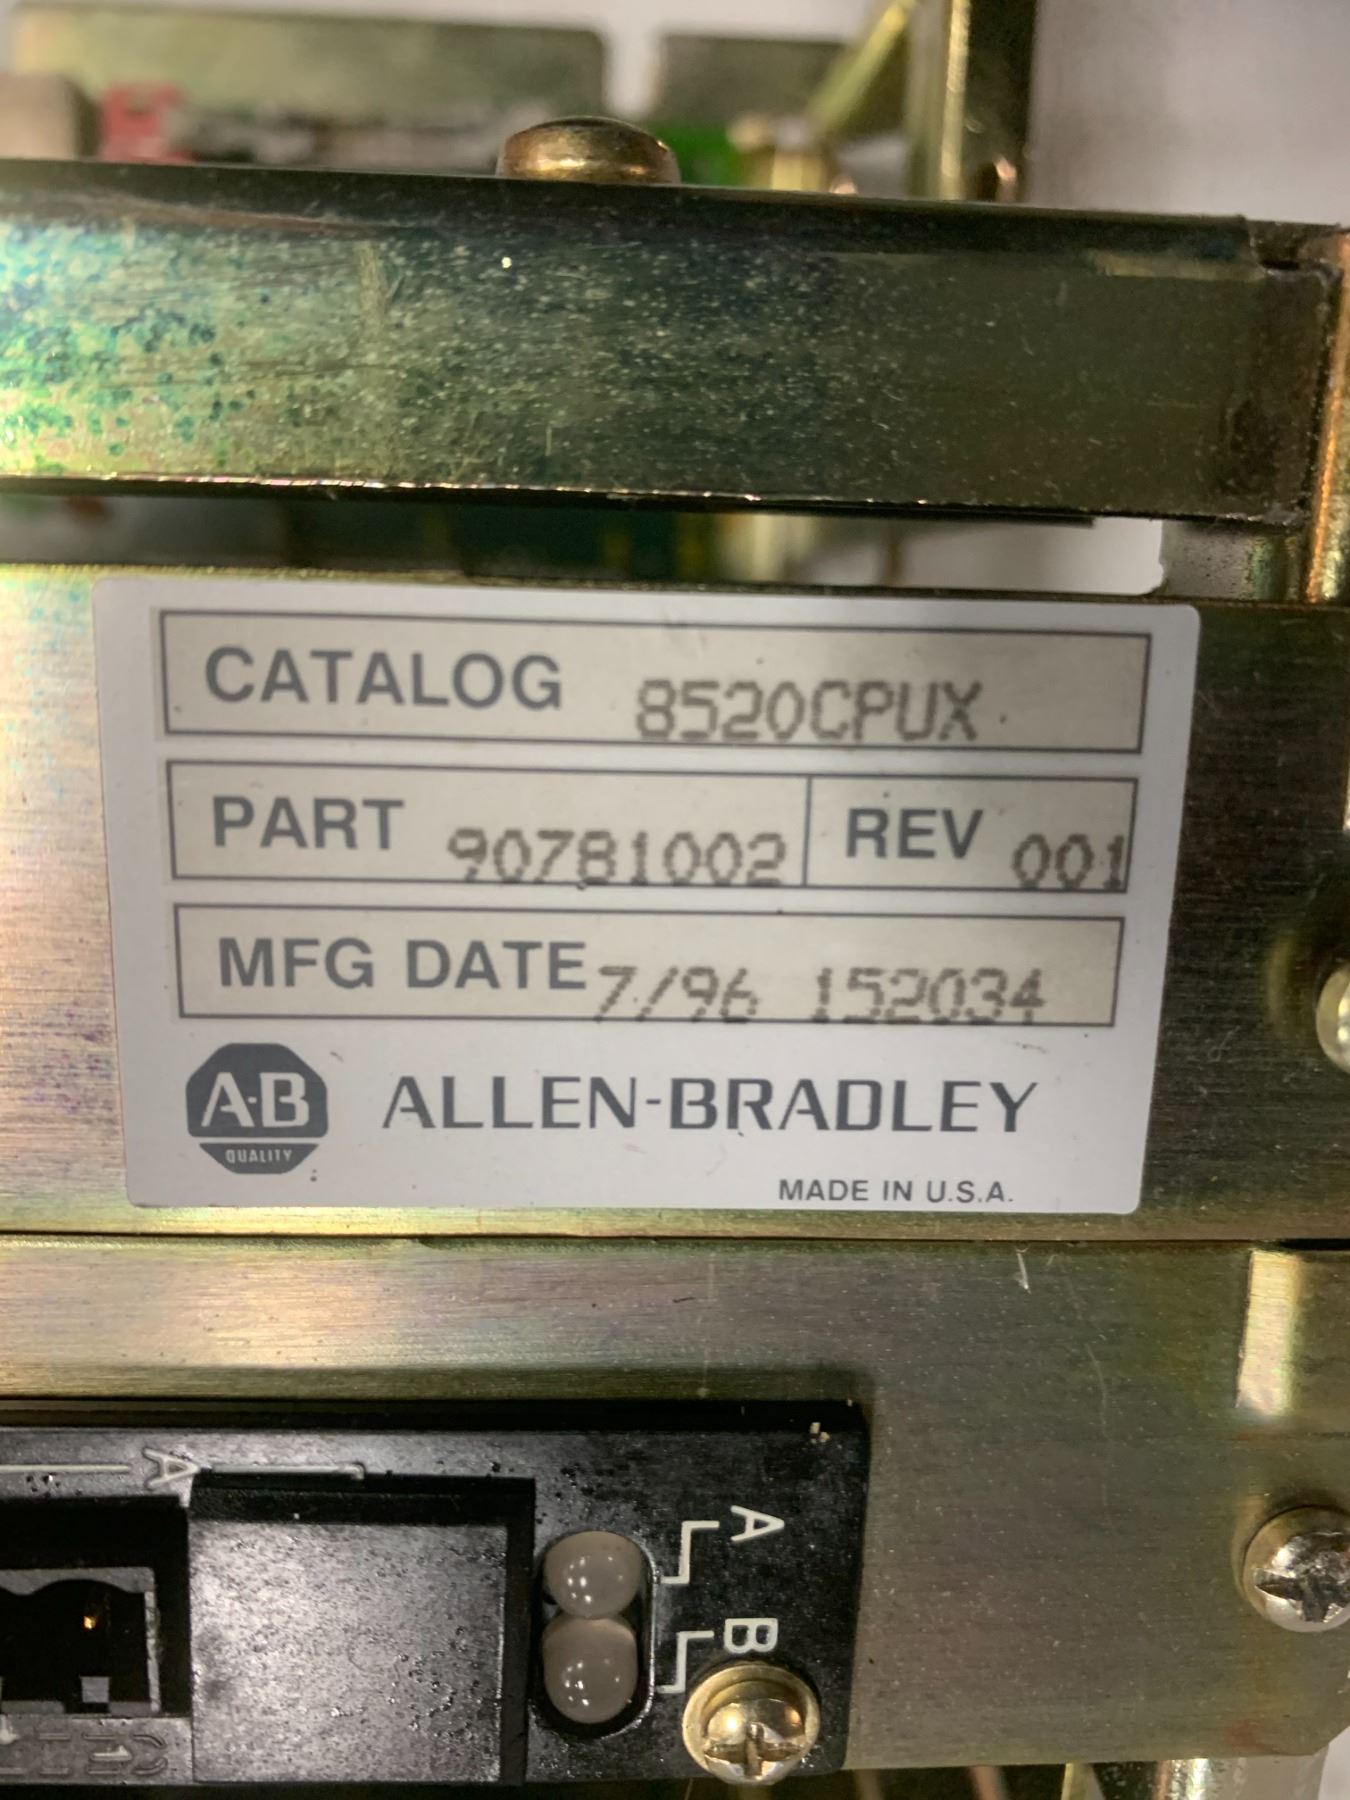 CATALOG 8520CPUX
PART 90781002 REV 001
MFG DATE 7/96 152034
A-B QUALITY ALLEN-BRADLEY
MADE IN U.S.A.
A
A
B